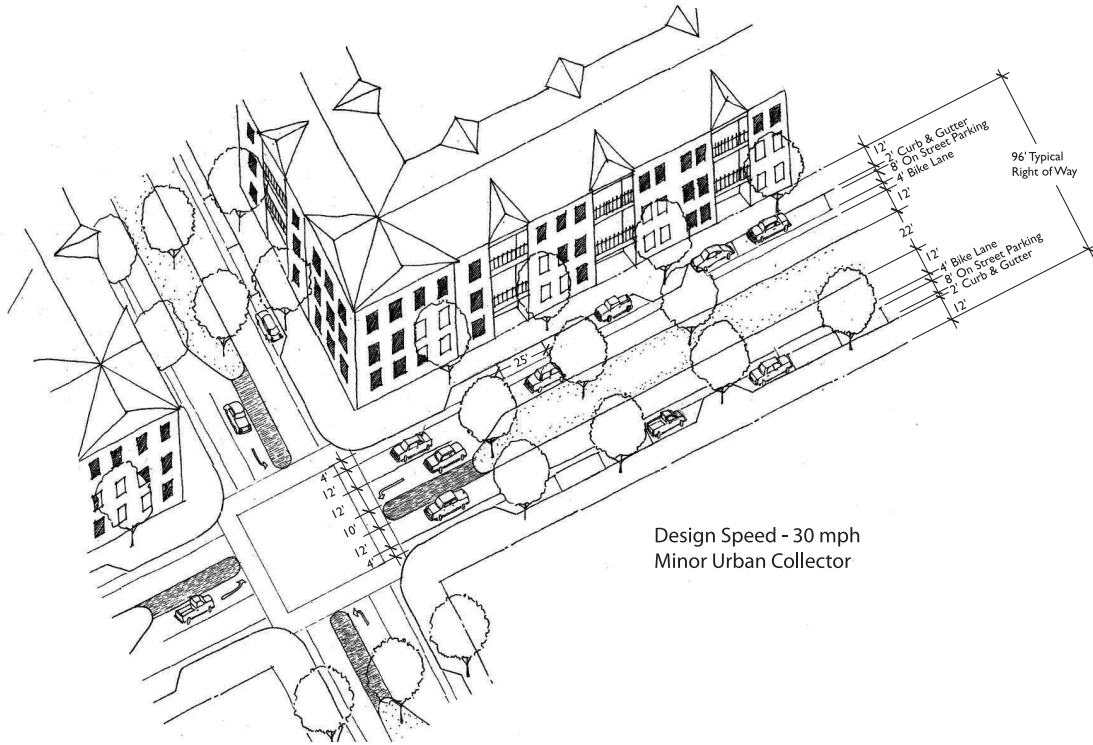 12'
2' Curb & Gutter
8' On Street Parking
4' Bike Lane
12'
22'
12'
4' Bike Lane
8' On Street Parking
2' Curb & Gutter
12'
96' Typical
Right of Way
25'
4'
12'
12'
10'
12'
4'
Design Speed - 30 mph
Minor Urban Collector